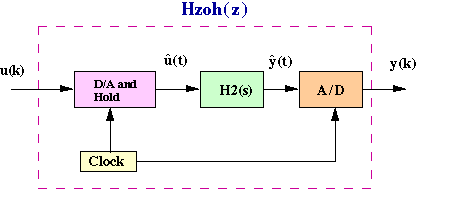 Hzoh(z)
u(k)
D/A and
Hold
û(t)
H2(s)
ŷ(t)
A/D
y(k)
Clock